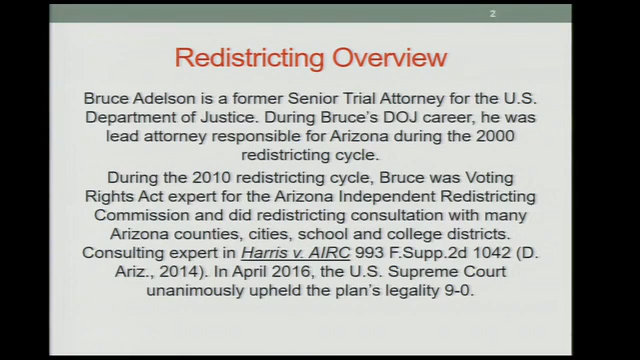 2
Redistricting Overview
Bruce Adelson is a former Senior Trial Attorney for the U.S.
Department of Justice. During Bruce's DOJ career, he was
lead attorney responsible for Arizona during the 2000
redistricting cycle.
During the 2010 redistricting cycle, Bruce was Voting
Rights Act expert for the Arizona Independent Redistricting
Commission and did redistricting consultation with many
Arizona counties, cities, school and college districts.
Consulting expert in Harris v. AIRC 993 F.Supp.2d 1042 (D.
Ariz., 2014). In April 2016, the U.S. Supreme Court
unanimously upheld the plan's legality 9-0.